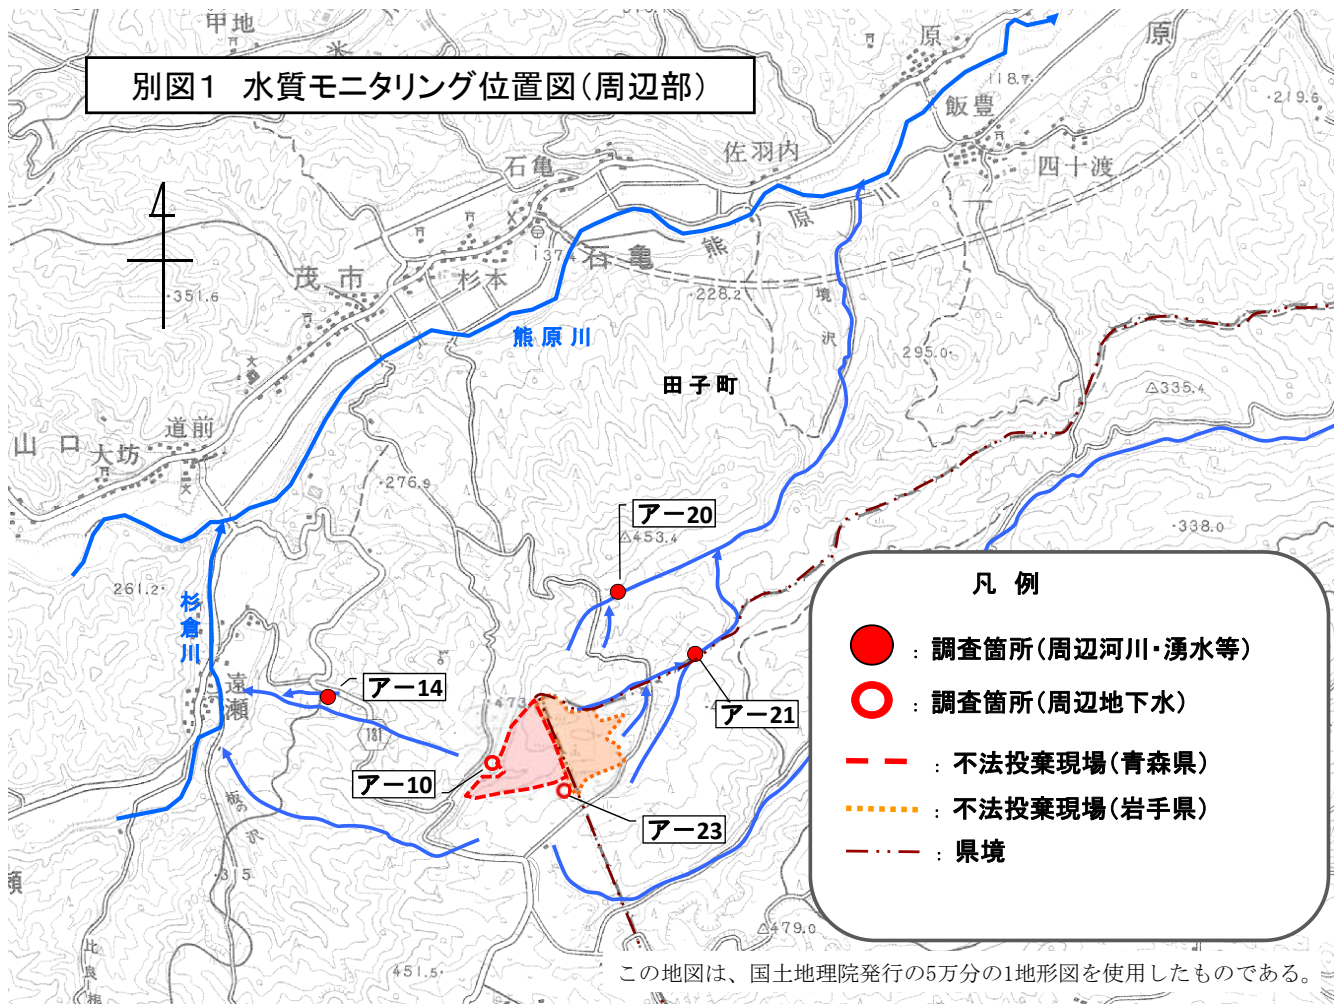 別図１ 水質モニタリング位置図(周辺部)
甲地
米
原
原
118.7
飯豊
・219.6
佐羽内
四十渡
石亀
熊原川
石亀
137.4
茂市
杉本
・351.6
・228.2
境沢
熊原川
295.0・
田子町
△335.4
道前
山口
大坊
・276.9
アー20
△453.4
・338.0
261.2・
杉倉川
遠瀬
アー14
・473
アー21
181
アー10
アー23
沢
・315
瀬
△479.0
451.5・
比良
凡 例
：調査箇所(周辺河川・湧水等)
：調査箇所(周辺地下水)
：不法投棄現場(青森県)
：不法投棄現場(岩手県)
：県境
この地図は、国土地理院発行の5万分の1地形図を使用したものである。